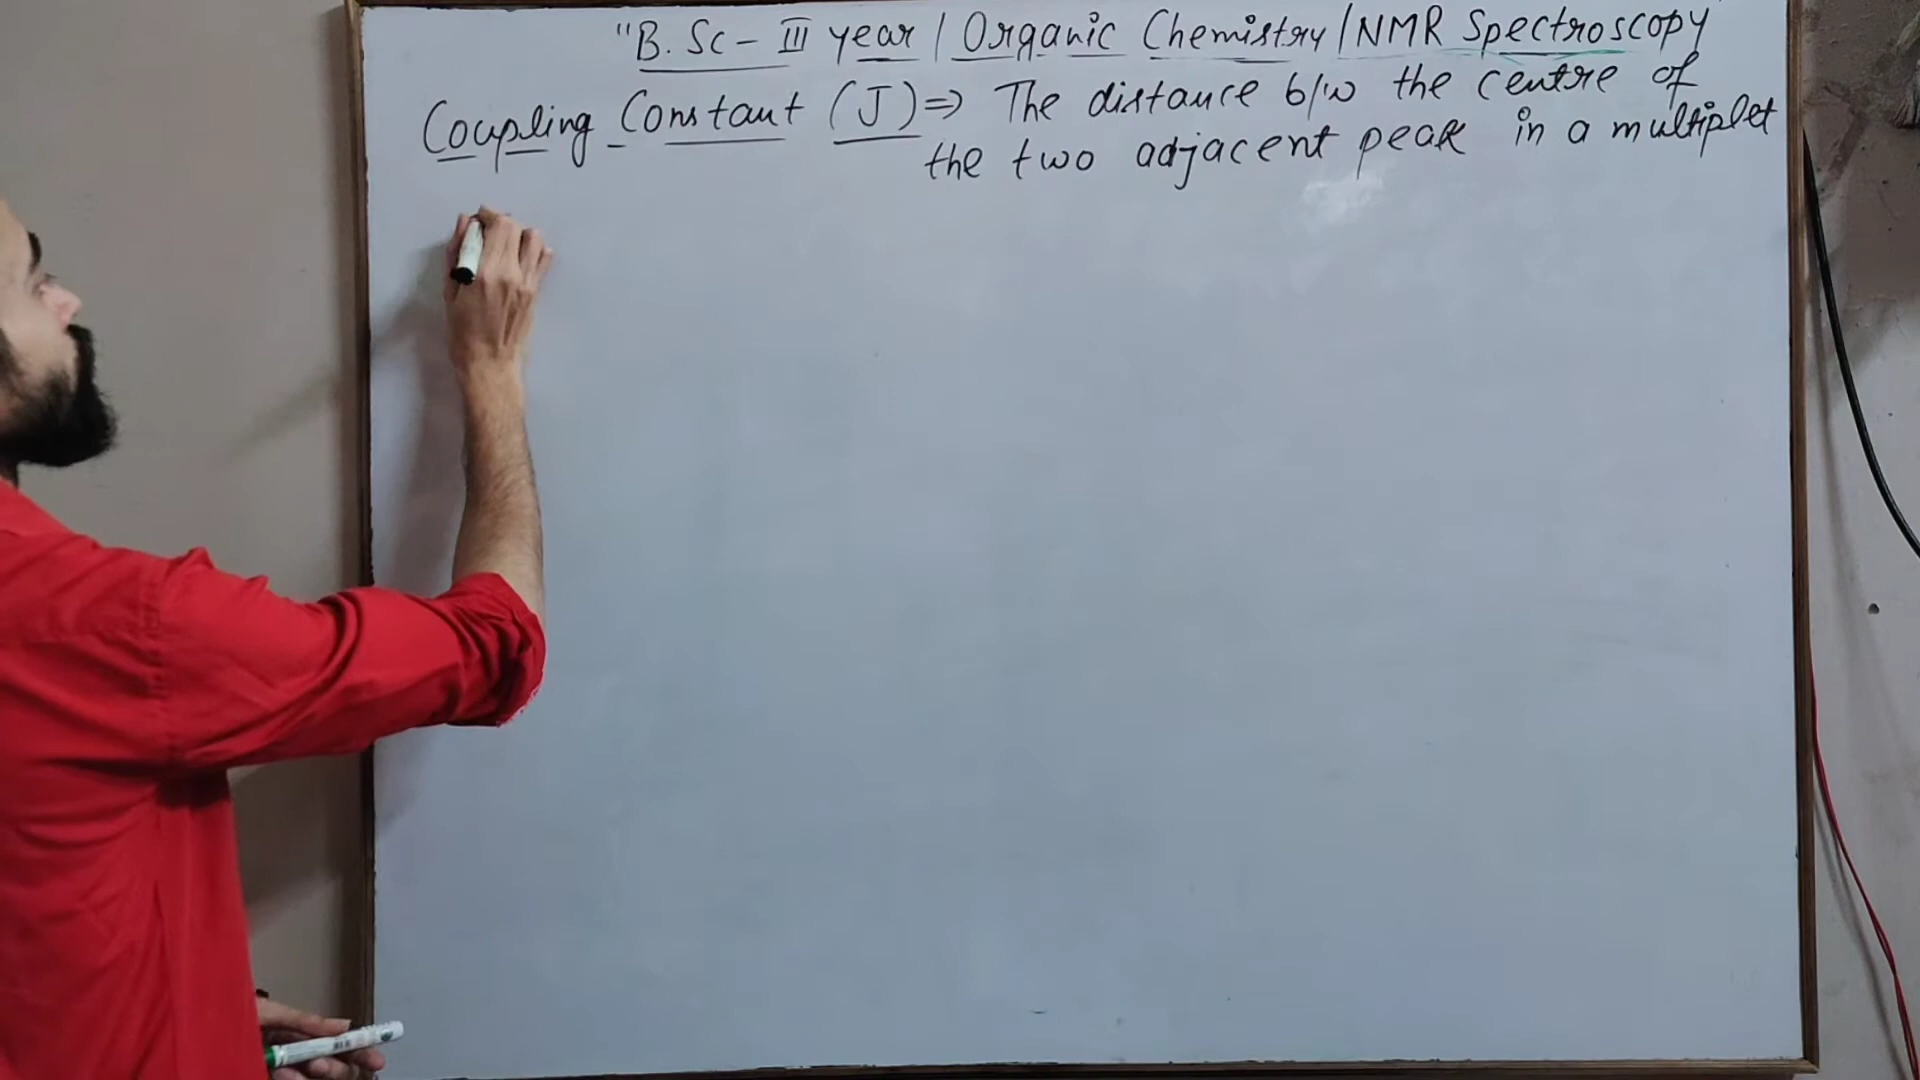 "B. Sc - III year / Organic Chemistry / NMR Spectroscopy"
Coupling Constant (J) ⇒ The distance b/w the centre of
the two adjacent peak in a multiplet